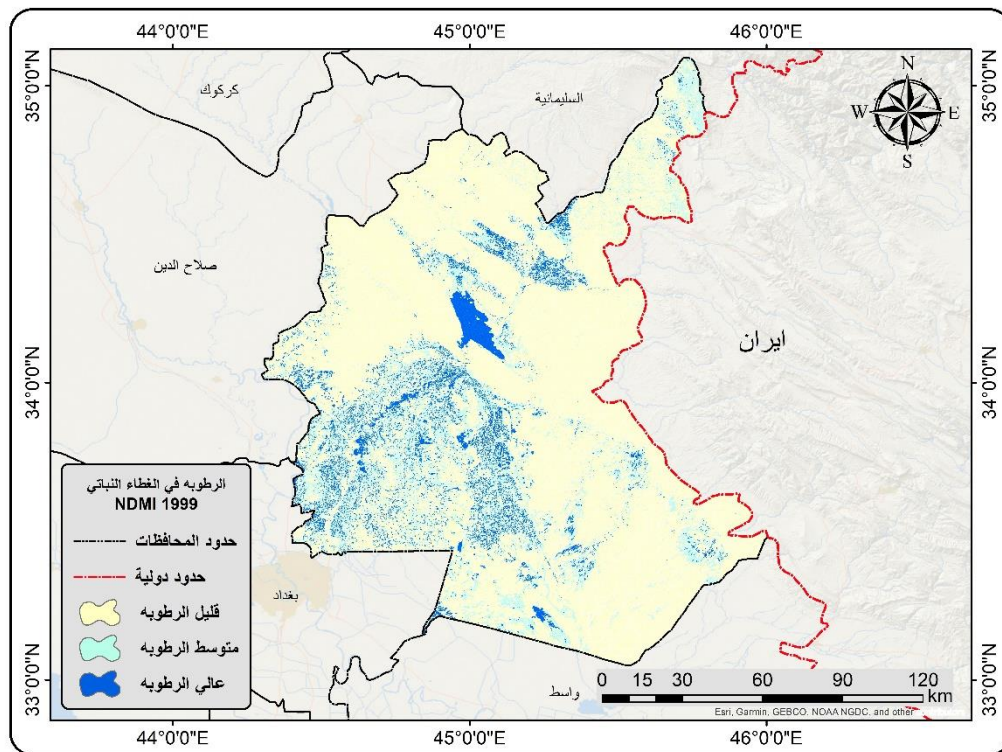 44°0'0"E
45°0'0"E
46°0'0"E
35°0'0"N
34°0'0"N
33°0'0"N
كركوك
السليمانية
صلاح الدين
ايران
بغداد
واسط
N
W
E
S
الرطوبه في الغطاء النباتي
NDMI 1999
حدود المحافظات
حدود دولية
قليل الرطوبه
متوسط الرطوبه
عالي الرطوبه
0 15 30 60 90 120
km
Esri, Garmin, GEBCO, NOAA NGDC, and other
35°0'0"N
34°0'0"N
33°0'0"N
44°0'0"E
45°0'0"E
46°0'0"E